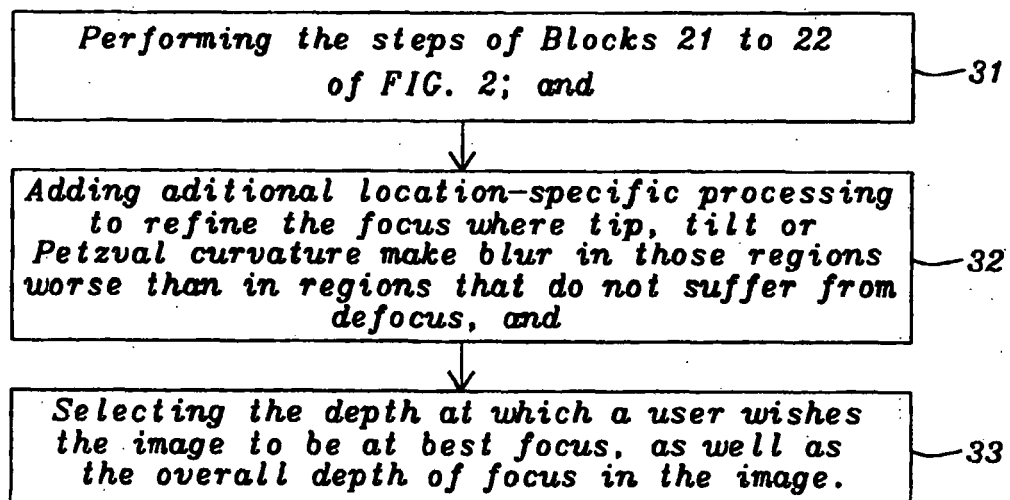 Performing the steps of Blocks 21 to 22
of FIG. 2; and
31
Adding aditional location-specific processing
to refine the focus where tip, tilt or
Petzval curvature make blur in those regions
worse than in regions that do not suffer from
defocus, and
32
Selecting the depth at which a user wishes
the image to be at best focus, as well as
the overall depth of focus in the image.
33